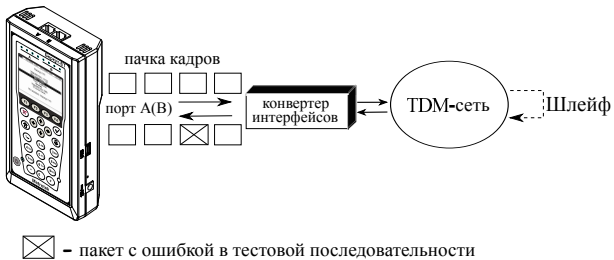 пачка кадров
порт A(B)
конвертер
интерфейсов
TDM-сеть
Шлейф
– пакет с ошибкой в тестовой последовательности